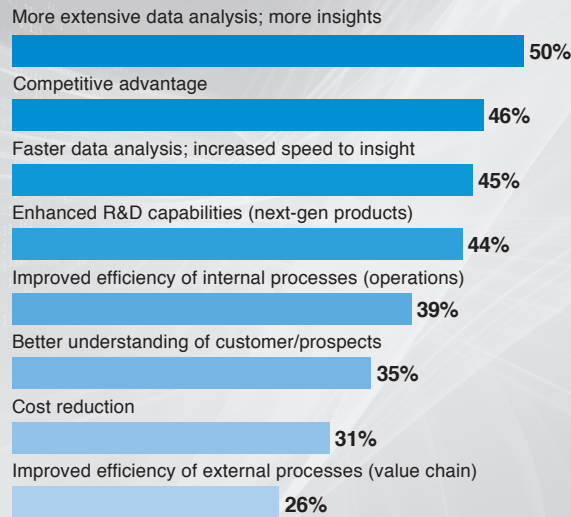 More extensive data analysis; more insights
50%
Competitive advantage
46%
Faster data analysis; increased speed to insight
45%
Enhanced R&D capabilities (next-gen products)
44%
Improved efficiency of internal processes (operations)
39%
Better understanding of customer/prospects
35%
Cost reduction
31%
Improved efficiency of external processes (value chain)
26%